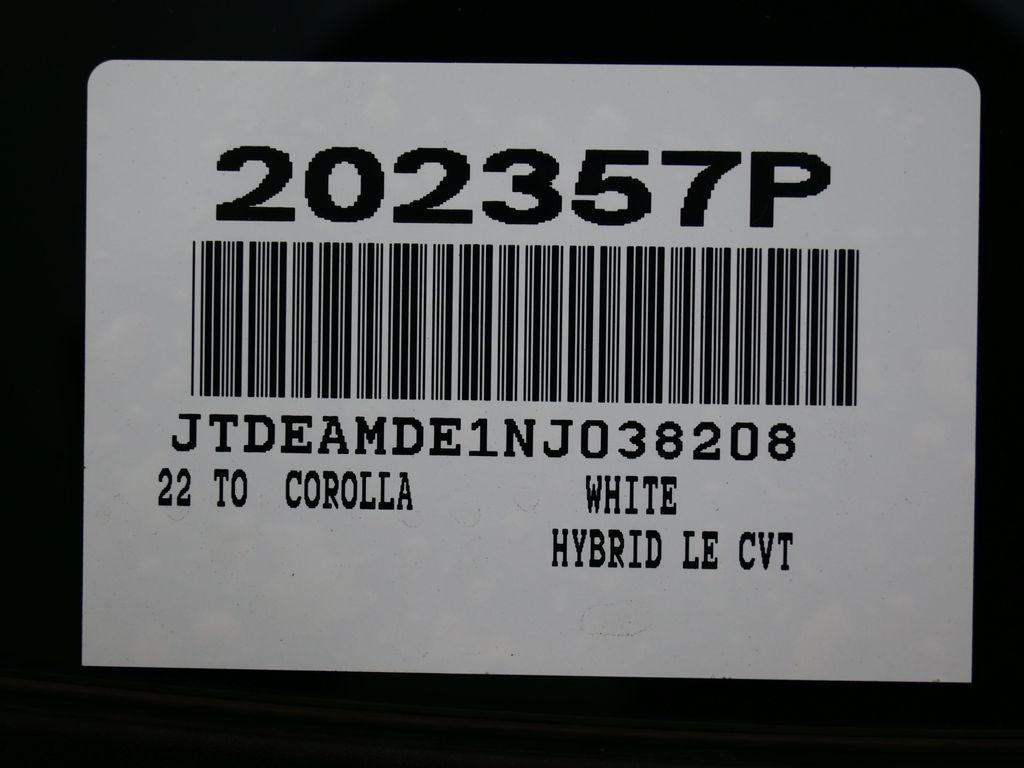 202357P
JTDEAMDE1NJ038208
22 TO COROLLA WHITE
HYBRID LE CVT